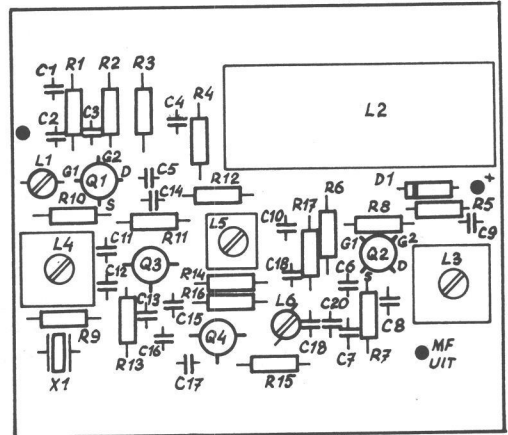 C1 R1 R2 R3
C4 R4
L2
C2 C3
L1 G1 G2 D
Q1
C5
C14
R12
D1 +
R10 S
R11
L5
C10 R17 R6
R8
R5
C9
L4
C11
C12
Q3
R14
R16
C18
G1 G2
Q2
S D
C6
L3
C13
C15
L6
C20
C8
R9
R13
C16
Q4
C18
C7
R7
MF
UIT
X1
C17
R15